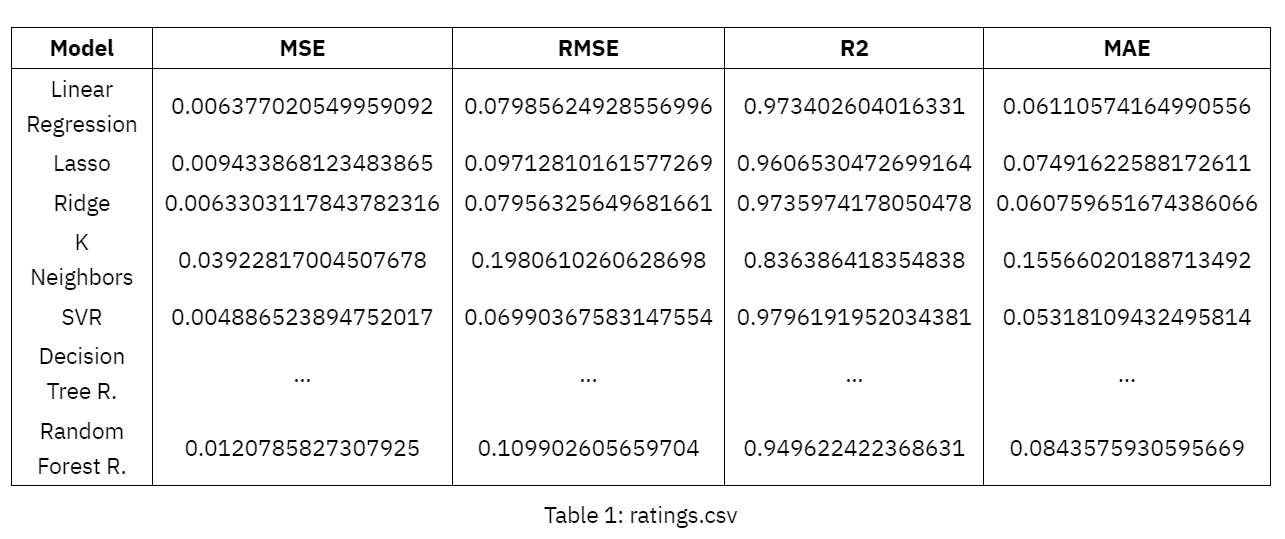 Model MSE RMSE R2 MAE
Linear
Regression 0.006377020549959092 0.07985624928556996 0.973402604016331 0.06110574164990556
Lasso 0.009433868123483865 0.09712810161577269 0.9606530472699164 0.07491622588172611
Ridge 0.0063303117843782316 0.07956325649681661 0.9735974178050478 0.060759651674386066
K
Neighbors 0.03922817004507678 0.1980610260628698 0.836386418354838 0.15566020188713492
SVR 0.004886523894752017 0.06990367583147554 0.9796191952034381 0.05318109432495814
Decision
Tree R. ... ... ... ...
Random
Forest R. 0.0120785827307925 0.109902605659704 0.949622422368631 0.0843575930595669
Table 1: ratings.csv